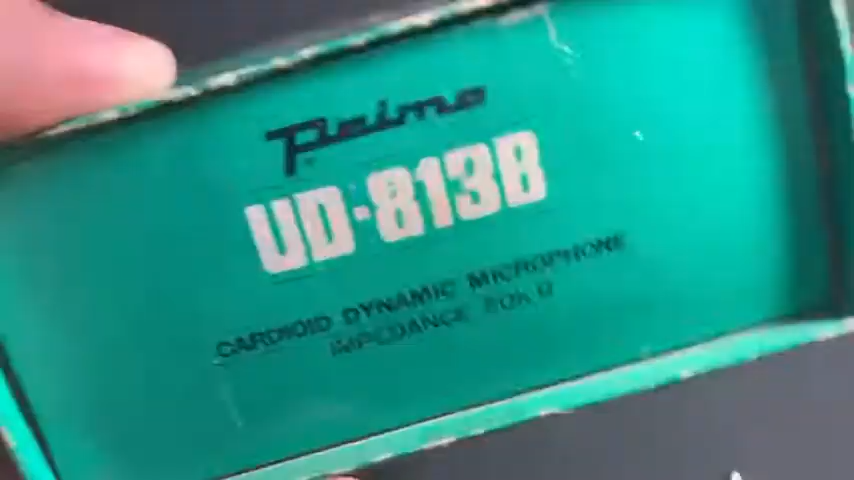 Primo
UD-813B
CARDIOID DYNAMIC MICROPHONE
IMPEDANCE